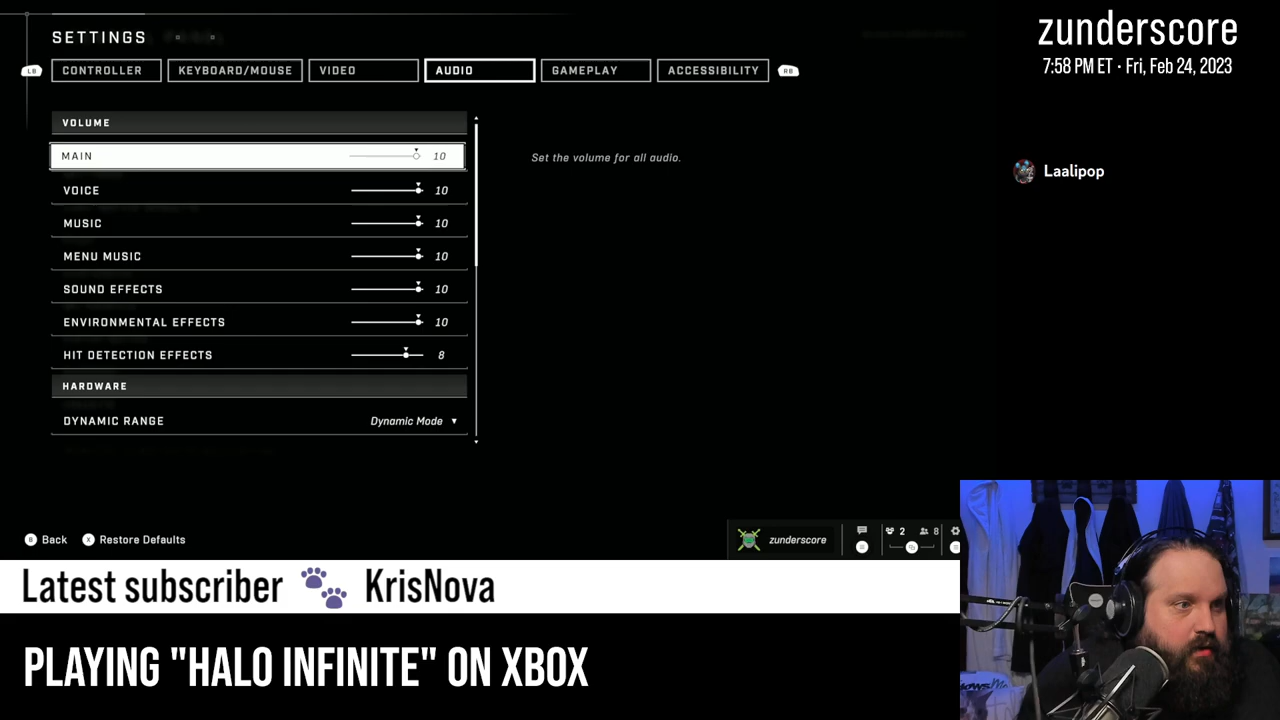 SETTINGS
LB
CONTROLLER
KEYBOARD/MOUSE
VIDEO
AUDIO
GAMEPLAY
ACCESSIBILITY
RB
VOLUME
MAIN 10
VOICE 10
MUSIC 10
MENU MUSIC 10
SOUND EFFECTS 10
ENVIRONMENTAL EFFECTS 10
HIT DETECTION EFFECTS 8
HARDWARE
DYNAMIC RANGE Dynamic Mode
Set the volume for all audio.
B Back
X Restore Defaults
zunderscore
2
8
zunderscore
7:58 PM ET · Fri, Feb 24, 2023
Laalipop
Latest subscriber KrisNova
PLAYING "HALO INFINITE" ON XBOX